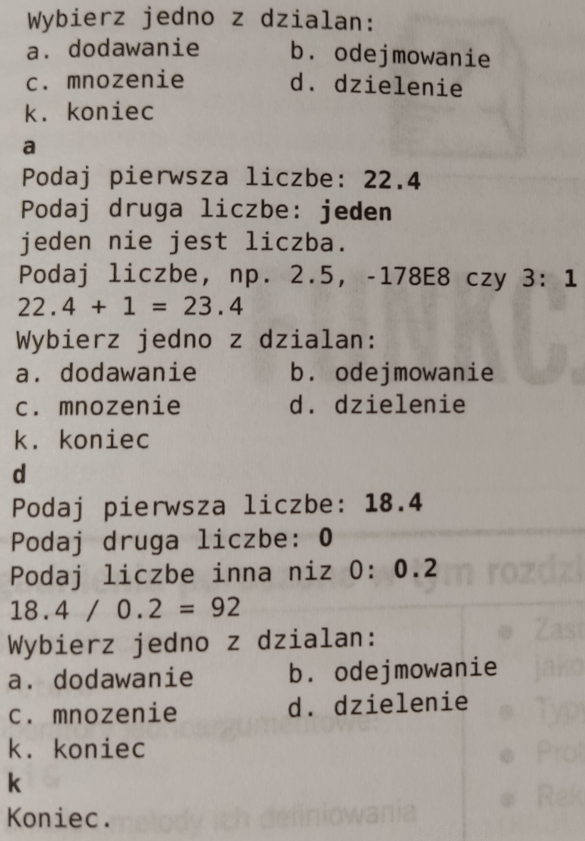 Wybierz jedno z dzialan:
a. dodawanie b. odejmowanie
c. mnozenie d. dzielenie
k. koniec
a
Podaj pierwsza liczbe: 22.4
Podaj druga liczbe: jeden
jeden nie jest liczba.
Podaj liczbe, np. 2.5, -178E8 czy 3: 1
22.4 + 1 = 23.4
Wybierz jedno z dzialan:
a. dodawanie b. odejmowanie
c. mnozenie d. dzielenie
k. koniec
d
Podaj pierwsza liczbe: 18.4
Podaj druga liczbe: 0
Podaj liczbe inna niz 0: 0.2
18.4 / 0.2 = 92
Wybierz jedno z dzialan:
a. dodawanie b. odejmowanie
c. mnozenie d. dzielenie
k. koniec
k
Koniec.